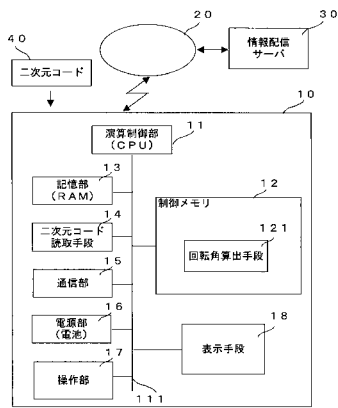 40
20
30
二次元コード
情報配信
サーバ
10
演算制御部
(CPU)
11
13
記憶部
(RAM)
12
制御メモリ
14
二次元コード
読取手段
121
回転角算出手段
15
通信部
16
電源部
(電池)
18
表示手段
17
操作部
111